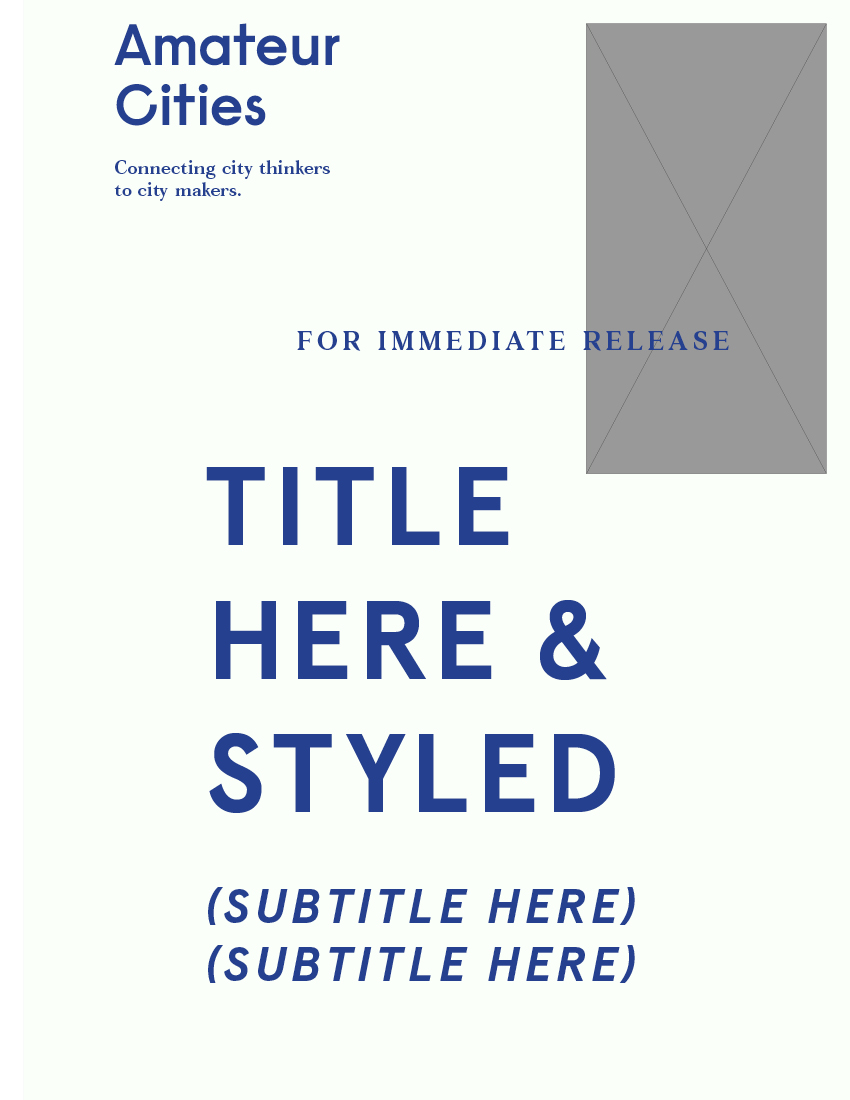 Amateur
Cities
Connecting city thinkers
to city makers.
FOR IMMEDIATE RELEASE
TITLE
HERE &
STYLED
(SUBTITLE HERE)
(SUBTITLE HERE)